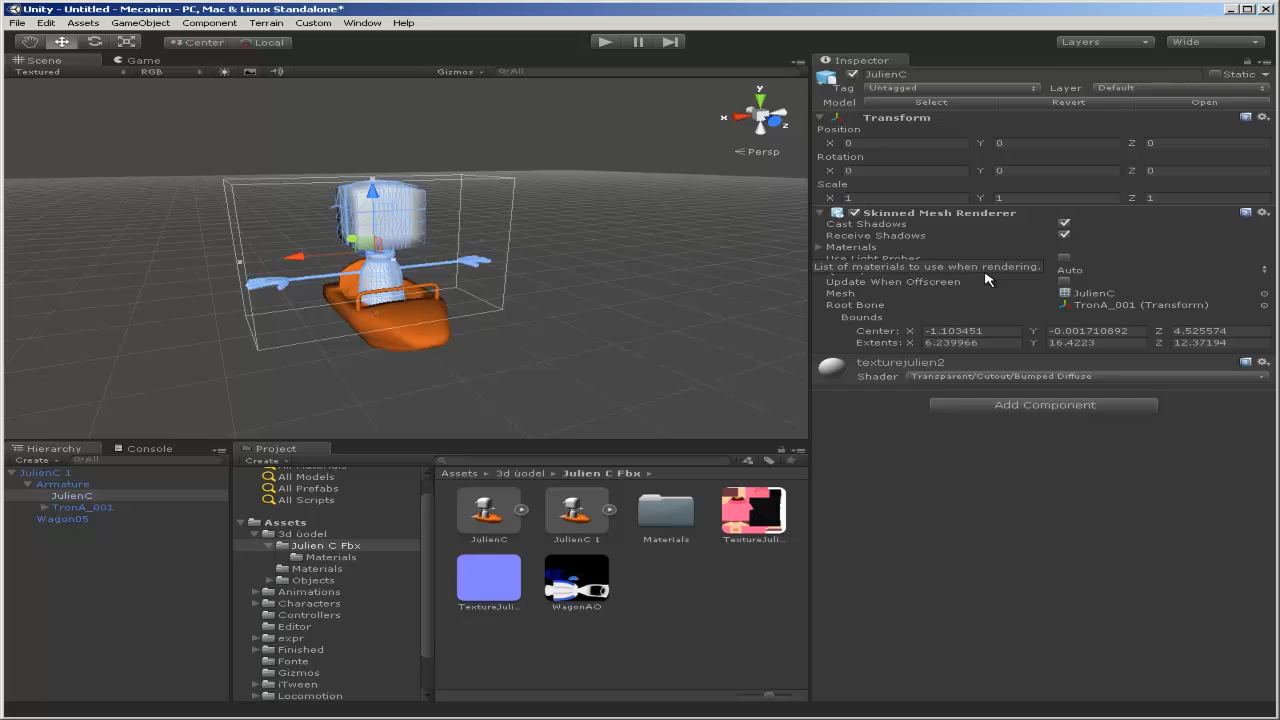 Unity - Untitled - Mecanim - PC, Mac & Linux Standalone*
File Edit Assets GameObject Component Terrain Custom Window Help
Center Local Layers Wide
Scene Game
Textured RGB Gizmos All
y
x
z
Persp
Inspector
JulienC Static
Tag Untagged Layer Default
Model Select Revert Open
Transform
Position
X 0 Y 0 Z 0
Rotation
X 0 Y 0 Z 0
Scale
X 1 Y 1 Z 1
Skinned Mesh Renderer
Cast Shadows
Receive Shadows
Materials
Use Light Probes
List of materials to use when rendering. Auto
Update When Offscreen
Mesh JulienC
Root Bone TronA_001 (Transform)
Bounds
Center: X -1.103451 Y -0.001710892 Z 4.525574
Extents: X 6.239966 Y 16.4223 Z 12.37194
texturejulien2
Shader Transparent/Cutout/Bumped Diffuse
Add Component
Hierarchy Console
Create All
JulienC 1
Armature
JulienC
TronA_001
Wagon05
Project
Create
All Materials
All Models
All Prefabs
All Scripts
Assets
3d üodel
Julien C Fbx
Materials
Materials
Objects
Animations
Characters
Controllers
Editor
expr
Finished
Fonte
Gizmos
iTween
Locomotion
Assets 3d üodel Julien C Fbx
JulienC JulienC 1 Materials TextureJuli...
TextureJuli... WagonAO